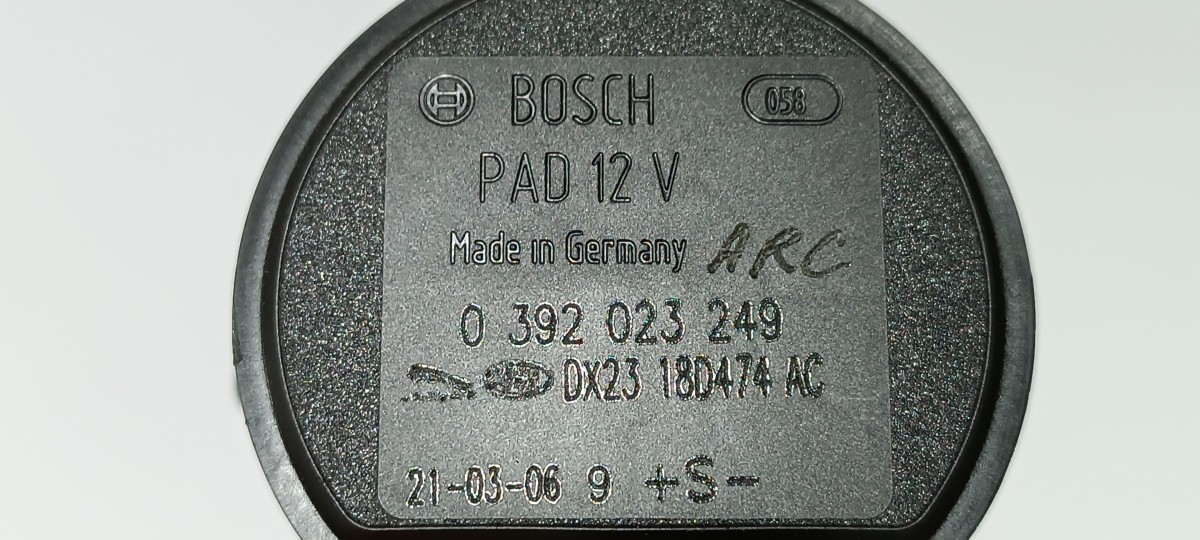 BOSCH 058
PAD 12 V
Made in Germany ARC
0 392 023 249
DX23 18D474 AC
21-03-06 9 +S-